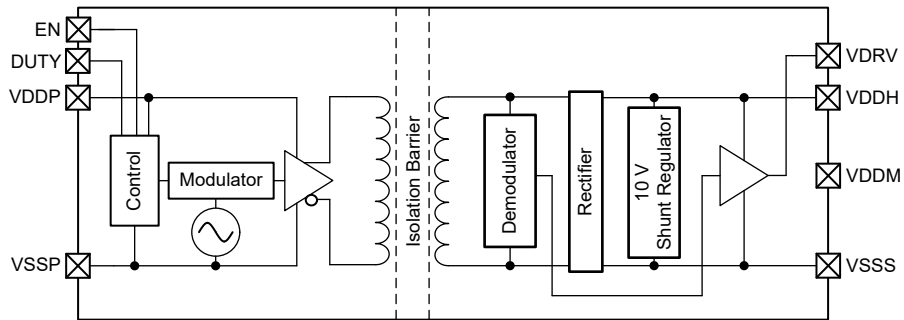 EN
DUTY
VDDP
VSSP
Control
Modulator
Isolation Barrier
Demodulator
Rectifier
10 V
Shunt Regulator
VDRV
VDDH
VDDM
VSSS